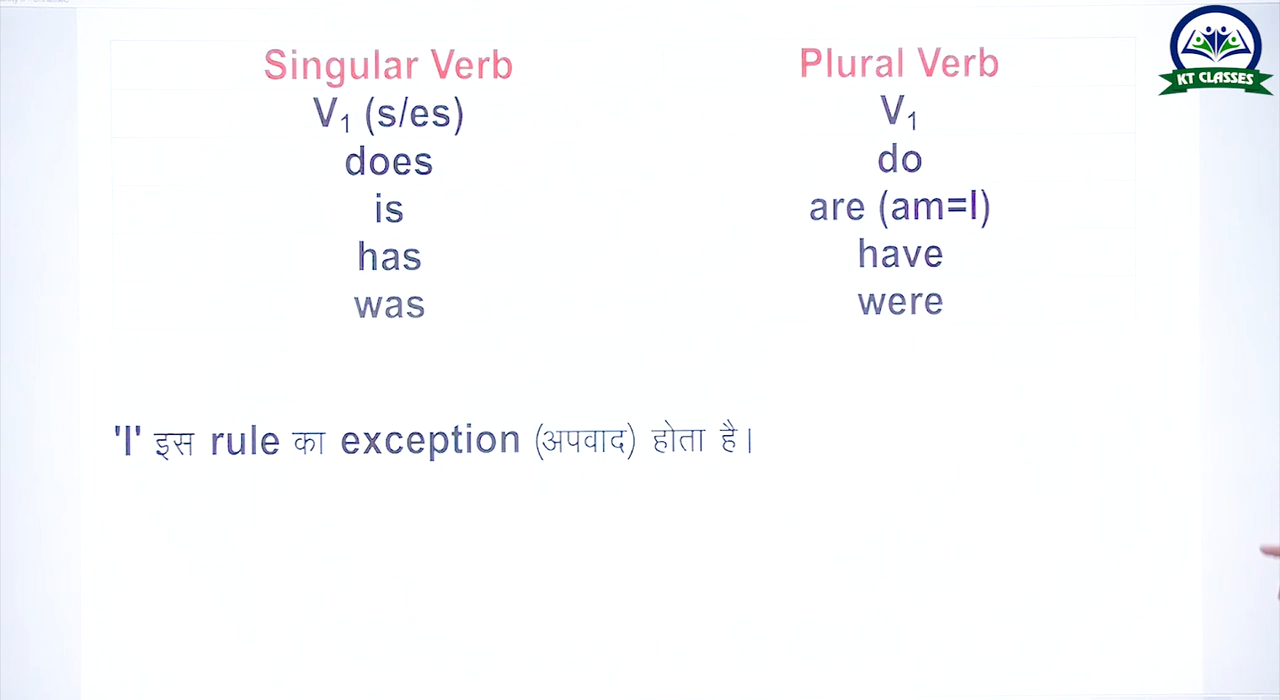 Singular Verb Plural Verb
V₁ (s/es) V₁
does do
is are (am=I)
has have
was were
'I' इस rule का exception (अपवाद) होता है।
KT CLASSES